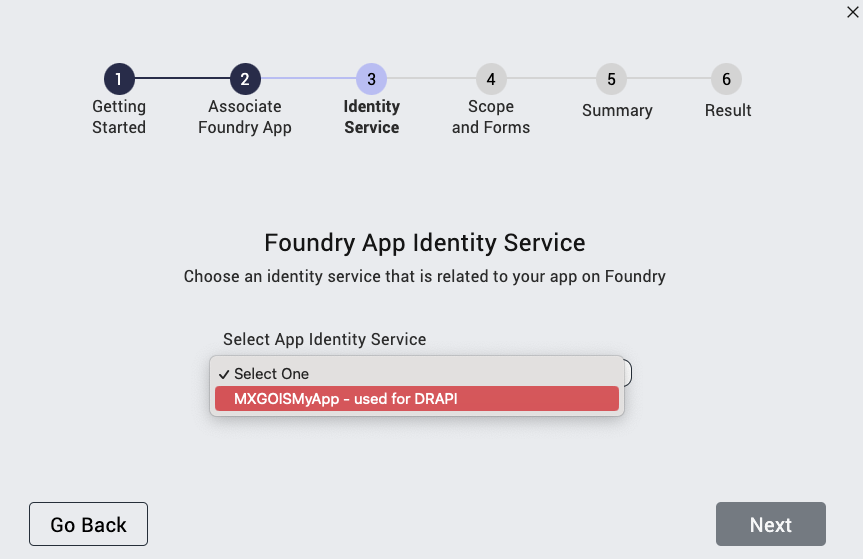 1 2 3 4 5 6
Getting Associate Identity Scope Summary Result
Started Foundry App Service and Forms
Foundry App Identity Service
Choose an identity service that is related to your app on Foundry
Select App Identity Service
✓ Select One
MXGOISMyApp - used for DRAPI
Go Back Next